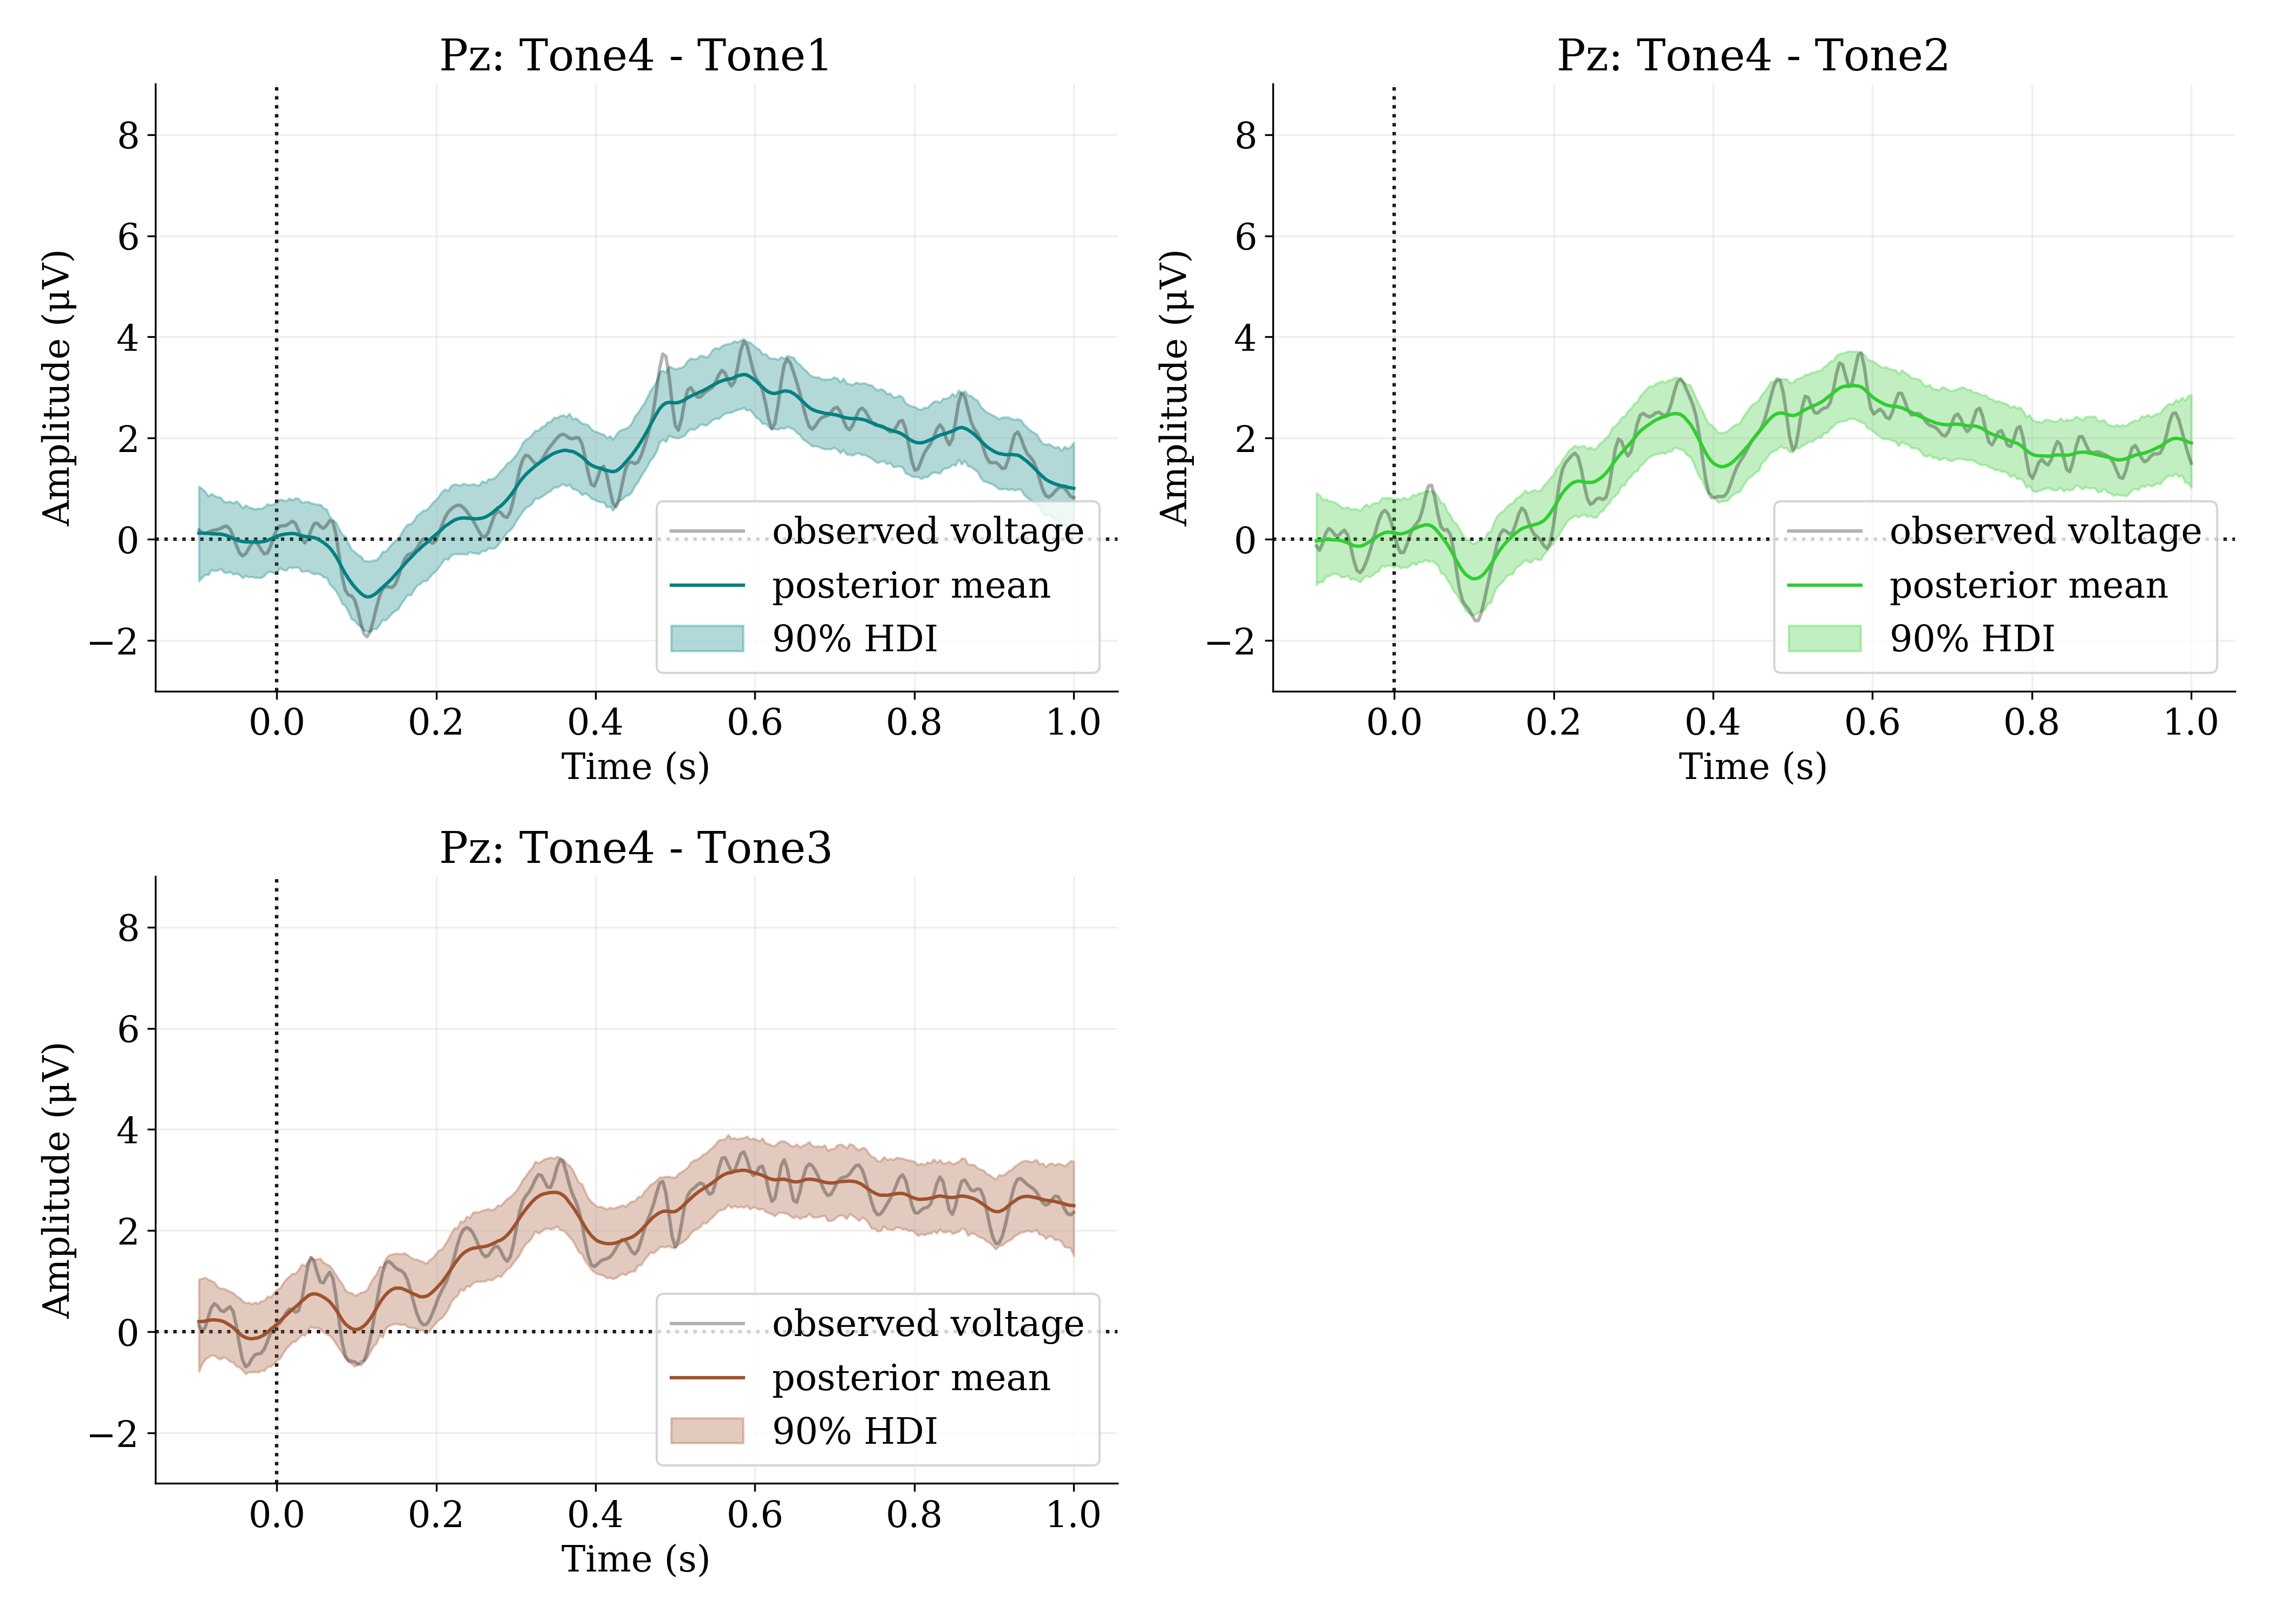 Pz: Tone4 - Tone1
Amplitude (μV)
8
6
4
2
0
−2
0.0 0.2 0.4 0.6 0.8 1.0
Time (s)
observed voltage
posterior mean
90% HDI
Pz: Tone4 - Tone2
Amplitude (μV)
8
6
4
2
0
−2
0.0 0.2 0.4 0.6 0.8 1.0
Time (s)
observed voltage
posterior mean
90% HDI
Pz: Tone4 - Tone3
Amplitude (μV)
8
6
4
2
0
−2
0.0 0.2 0.4 0.6 0.8 1.0
Time (s)
observed voltage
posterior mean
90% HDI